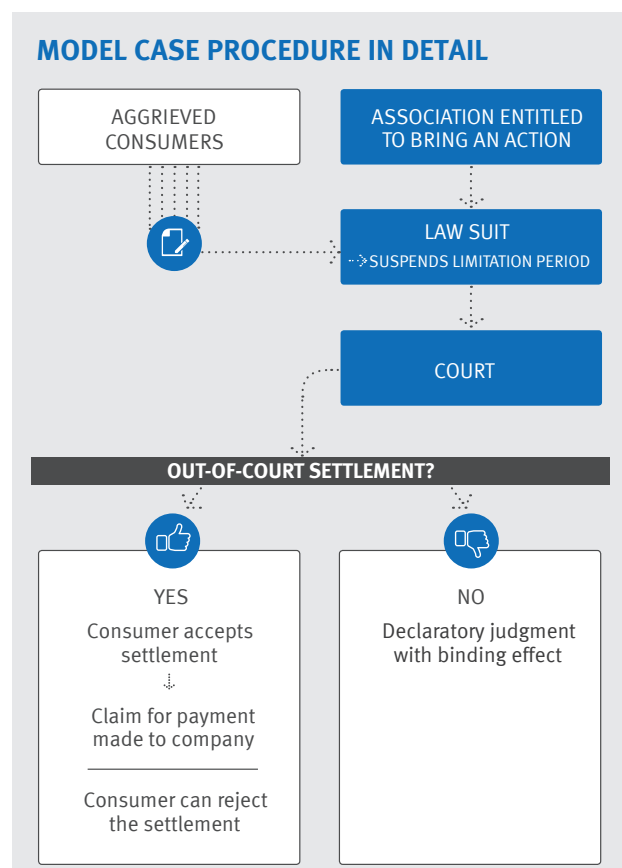 MODEL CASE PROCEDURE IN DETAIL
AGGRIEVED
CONSUMERS
ASSOCIATION ENTITLED
TO BRING AN ACTION
LAW SUIT
SUSPENDS LIMITATION PERIOD
COURT
OUT-OF-COURT SETTLEMENT?
YES
Consumer accepts
settlement
Claim for payment
made to company
Consumer can reject
the settlement
NO
Declaratory judgment
with binding effect